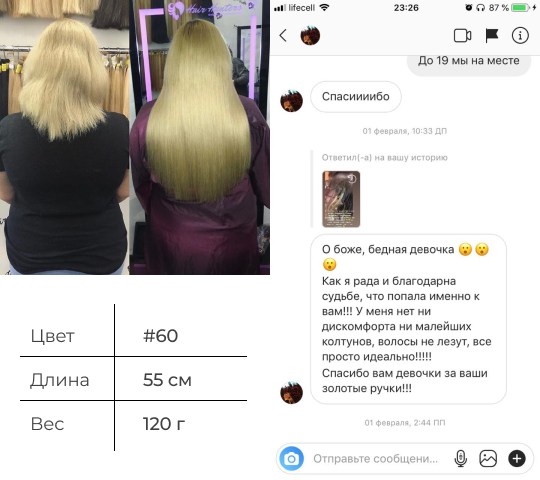 Hair Hunters
Цвет #60
Длина 55 см
Вес 120 г
lifecell 23:26 87 %
До 19 мы на месте
Спасиииибо
01 февраля, 10:33 ДП
Ответил(-а) на вашу историю
О боже, бедная девочка 😮😮
😮
Как я рада и благодарна
судьбе, что попала именно к
вам!!! У меня нет ни
дискомфорта ни малейших
колтунов, волосы не лезут, все
просто идеально!!!!!
Спасибо вам девочки за ваши
золотые ручки!!!
01 февраля, 2:44 ПП
Отправьте сообщени...